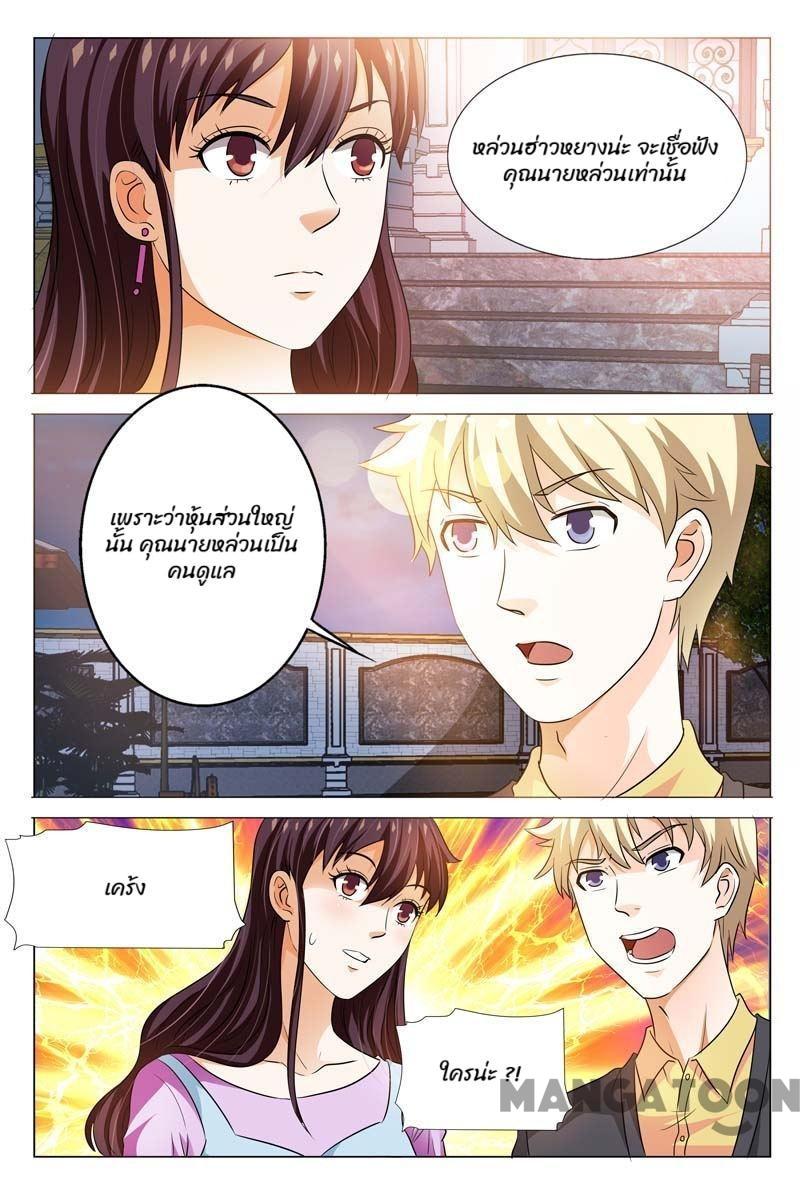 หล่วนฮ่าวหยางน่ะ จะเชื่อฟัง
คุณนายหล่วนเท่านั้น
เพราะว่าหุ้นส่วนใหญ่
นั้น คุณนายหล่วนเป็น
คนดูแล
เคร้ง
ใครน่ะ ?!
MANGATOON